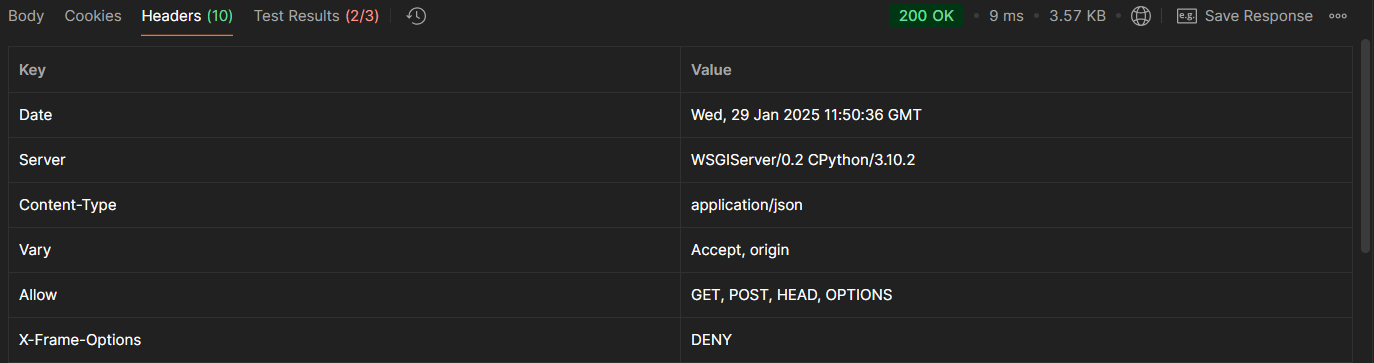 Body Cookies Headers (10) Test Results (2/3) 200 OK • 9 ms • 3.57 KB • e.g. Save Response
Key Value
Date Wed, 29 Jan 2025 11:50:36 GMT
Server WSGIServer/0.2 CPython/3.10.2
Content-Type application/json
Vary Accept, origin
Allow GET, POST, HEAD, OPTIONS
X-Frame-Options DENY